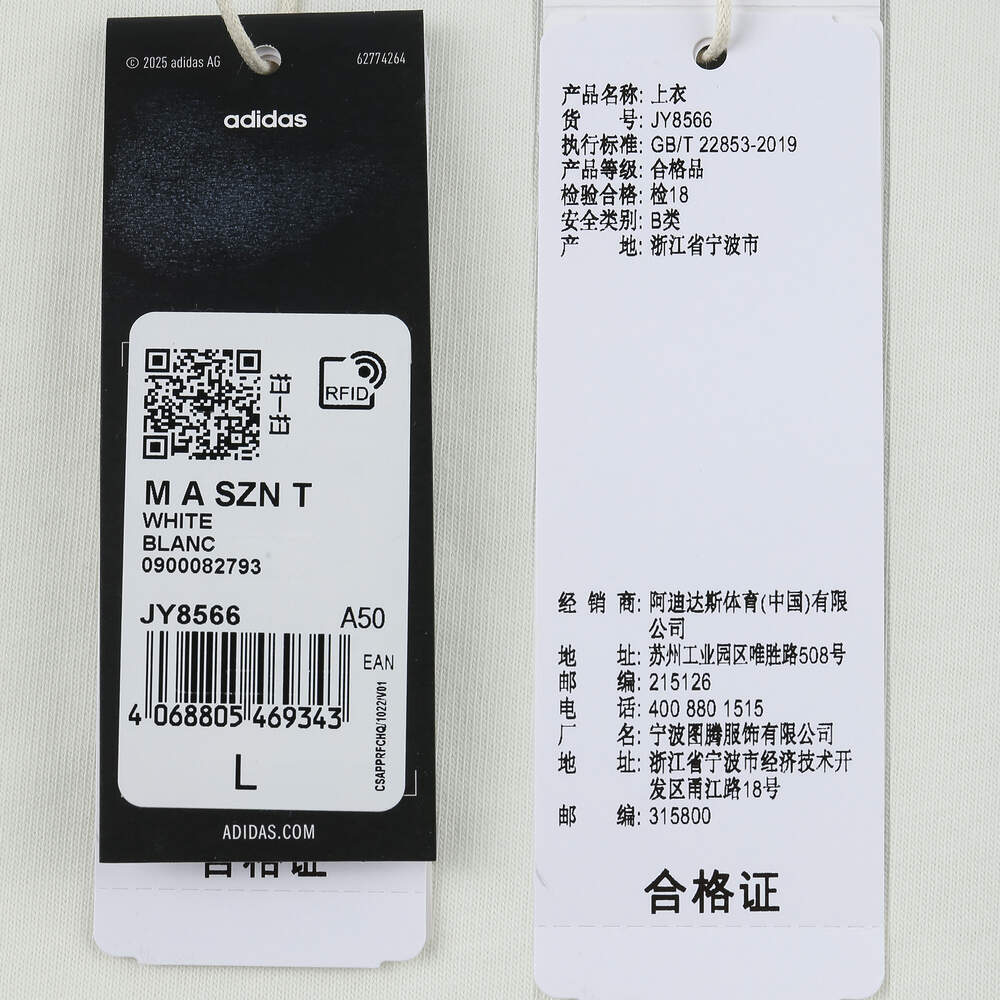 © 2025 adidas AG
62774264
adidas
扫一扫
RFID
M A SZN T
WHITE
BLANC
0900082793
JY8566
A50
EAN
4 068805 469343
CSAPPRFCHQ/1022/V01
L
ADIDAS.COM
合格证
产品名称: 上衣
货 号: JY8566
执行标准: GB/T 22853-2019
产品等级: 合格品
检验合格: 检18
安全类别: B类
产 地: 浙江省宁波市
经 销 商: 阿迪达斯体育(中国)有限
公司
地 址: 苏州工业园区唯胜路508号
邮 编: 215126
电 话: 400 880 1515
厂 名: 宁波图腾服饰有限公司
地 址: 浙江省宁波市经济技术开
发区甬江路18号
邮 编: 315800
合格证